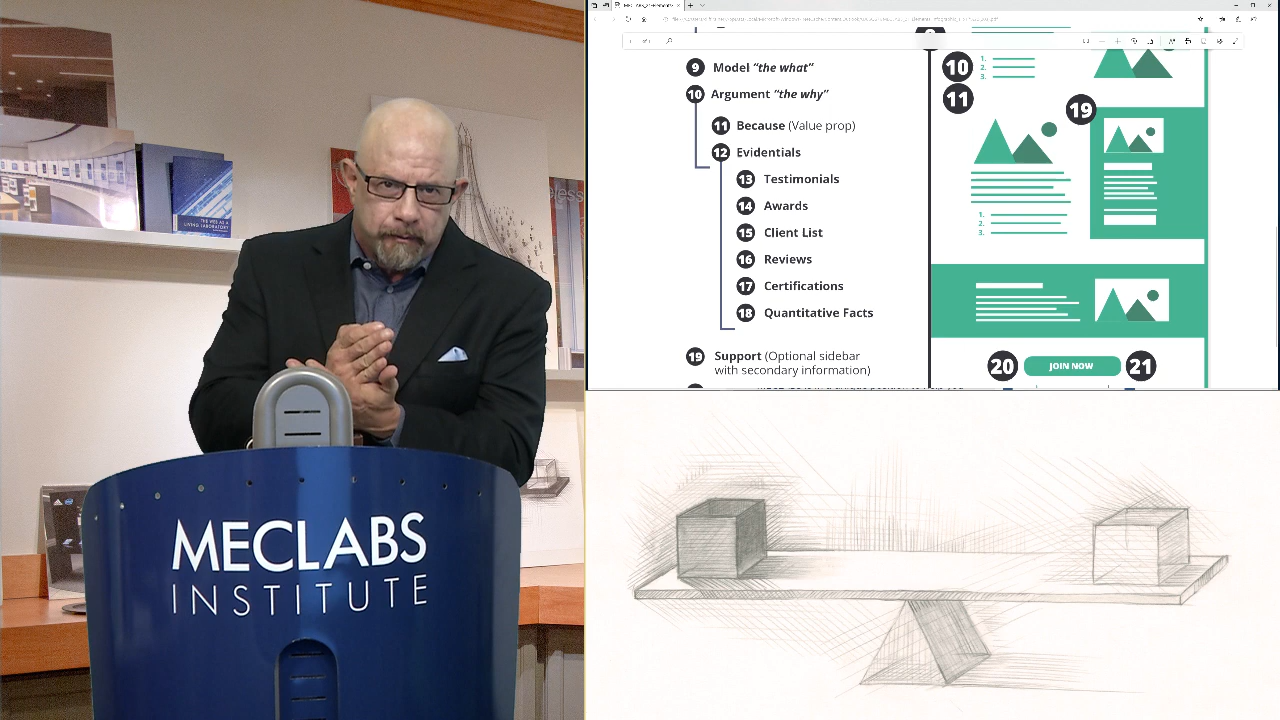 THE WEB AS A
LIVING LABORATORY
MECLABS
INSTITUTE
9 Model "the what"
10 Argument "the why"
11 Because (Value prop)
12 Evidentials
13 Testimonials
14 Awards
15 Client List
16 Reviews
17 Certifications
18 Quantitative Facts
19 Support (Optional sidebar
with secondary information)
10
1.
2.
3.
11
19
1.
2.
3.
20 JOIN NOW 21